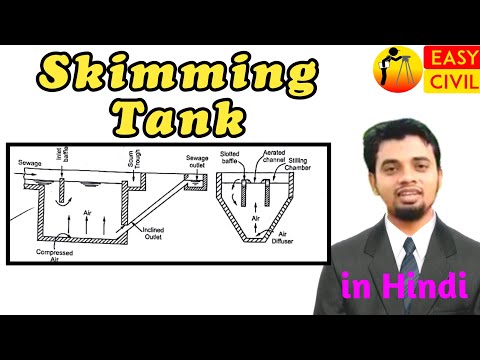 Skimming
Tank
EASY
CIVIL
Sewage
Inlet
baffle
Scum
Trough
Sewage
outlet
Slotted
baffle
Aerated
channel
Stilling
Chamber
Air
Inclined
Outlet
Compressed
Air
Air
Air
Diffuser
in Hindi